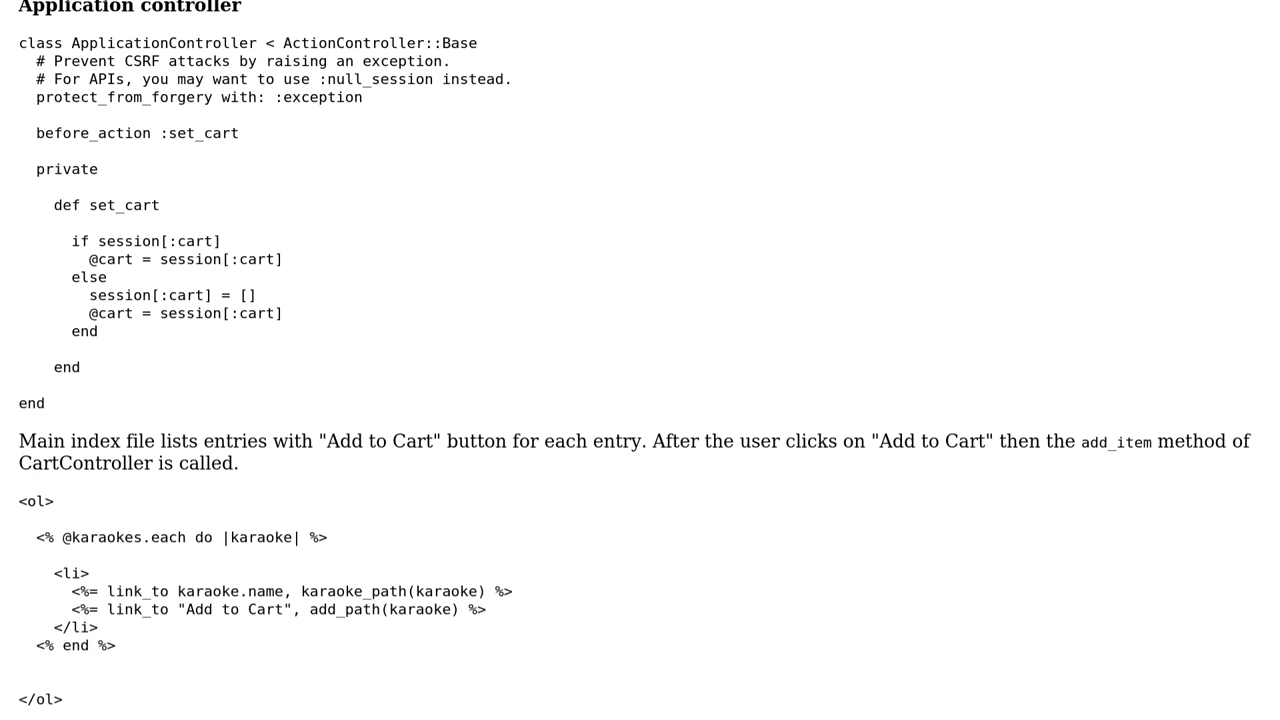 Application controller
class ApplicationController < ActionController::Base
  # Prevent CSRF attacks by raising an exception.
  # For APIs, you may want to use :null_session instead.
  protect_from_forgery with: :exception
  before_action :set_cart
  private
    def set_cart
      if session[:cart]
        @cart = session[:cart]
      else
        session[:cart] = []
        @cart = session[:cart]
      end
    end
end
Main index file lists entries with "Add to Cart" button for each entry. After the user clicks on "Add to Cart" then the add_item method of
CartController is called.
<ol>
  <% @karaokes.each do |karaoke| %>
    <li>
      <%= link_to karaoke.name, karaoke_path(karaoke) %>
      <%= link_to "Add to Cart", add_path(karaoke) %>
    </li>
  <% end %>
</ol>